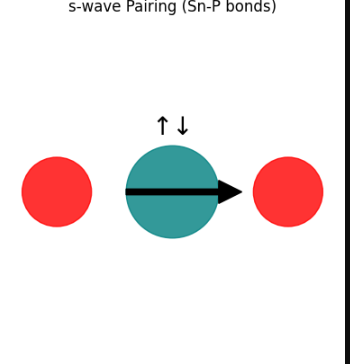 s-wave Pairing (Sn-P bonds)
↑↓